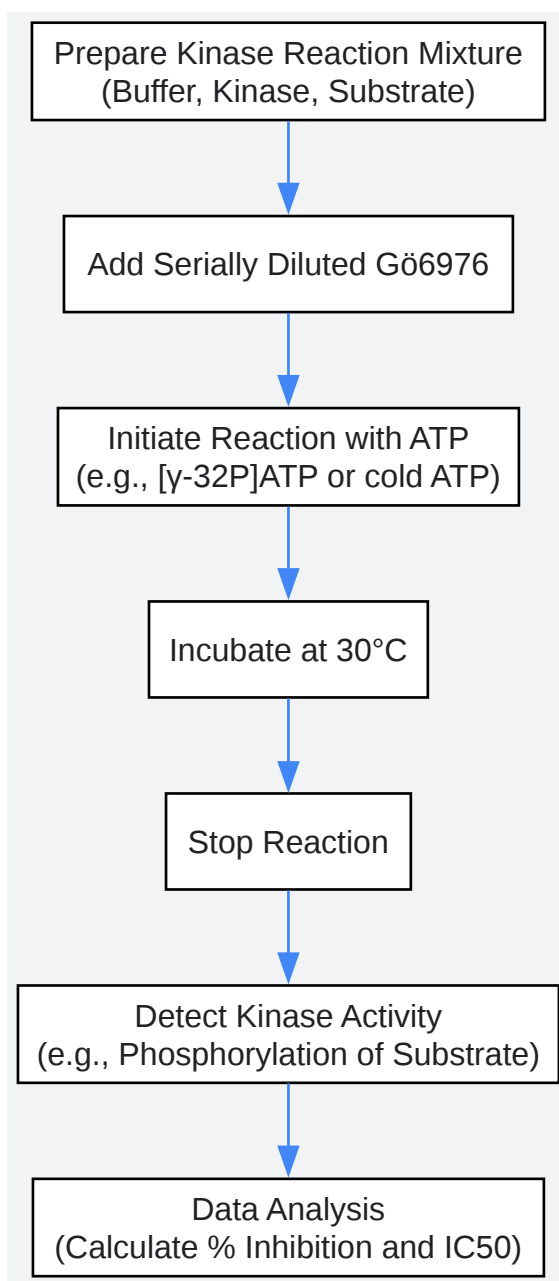 Prepare Kinase Reaction Mixture
(Buffer, Kinase, Substrate)
Add Serially Diluted Gö6976
Initiate Reaction with ATP
(e.g., [γ-32P]ATP or cold ATP)
Incubate at 30°C
Stop Reaction
Detect Kinase Activity
(e.g., Phosphorylation of Substrate)
Data Analysis
(Calculate % Inhibition and IC50)